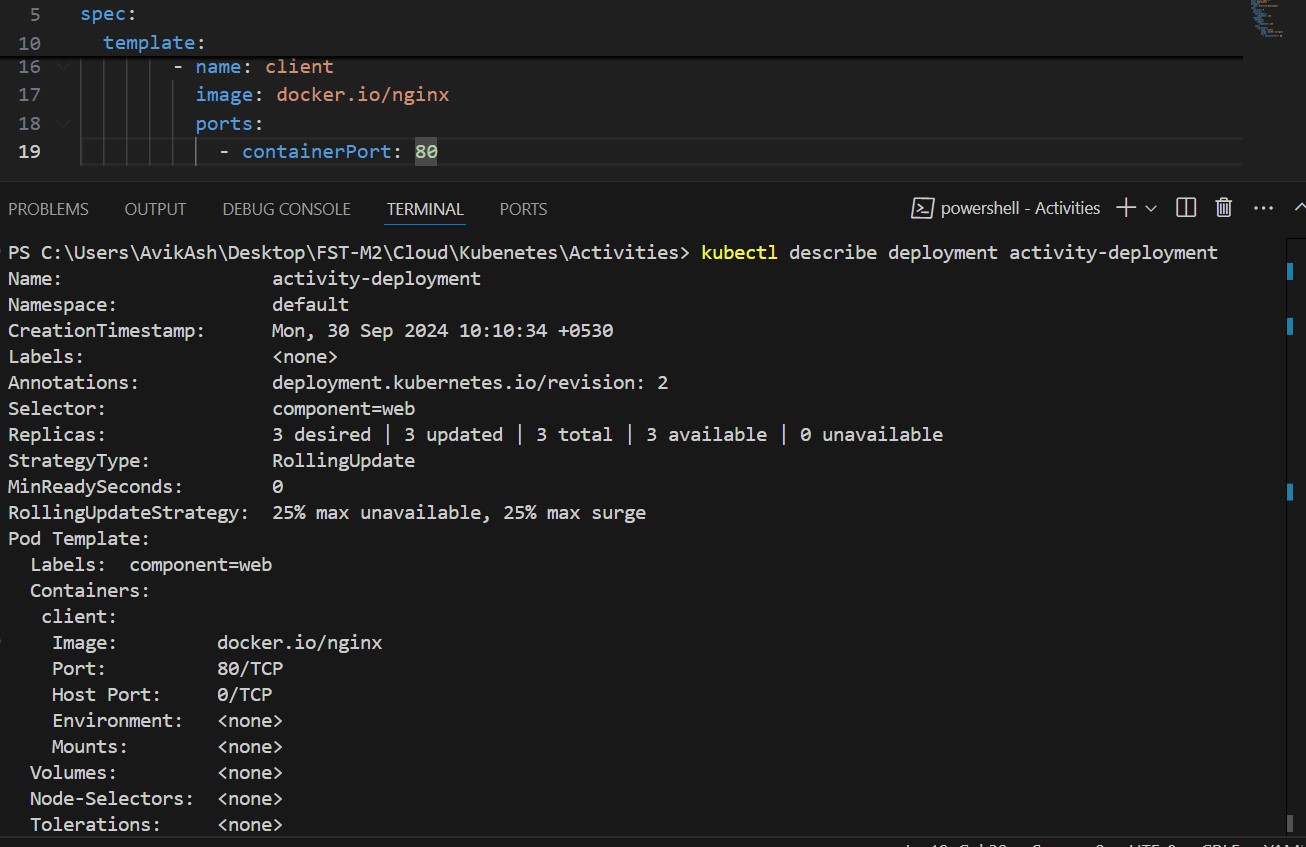 5 spec:
10 template:
16 - name: client
17 image: docker.io/nginx
18 ports:
19 - containerPort: 80
PROBLEMS OUTPUT DEBUG CONSOLE TERMINAL PORTS powershell - Activities
PS C:\Users\AvikAsh\Desktop\FST-M2\Cloud\Kubenetes\Activities> kubectl describe deployment activity-deployment
Name: activity-deployment
Namespace: default
CreationTimestamp: Mon, 30 Sep 2024 10:10:34 +0530
Labels: <none>
Annotations: deployment.kubernetes.io/revision: 2
Selector: component=web
Replicas: 3 desired | 3 updated | 3 total | 3 available | 0 unavailable
StrategyType: RollingUpdate
MinReadySeconds: 0
RollingUpdateStrategy: 25% max unavailable, 25% max surge
Pod Template:
Labels: component=web
Containers:
client:
Image: docker.io/nginx
Port: 80/TCP
Host Port: 0/TCP
Environment: <none>
Mounts: <none>
Volumes: <none>
Node-Selectors: <none>
Tolerations: <none>